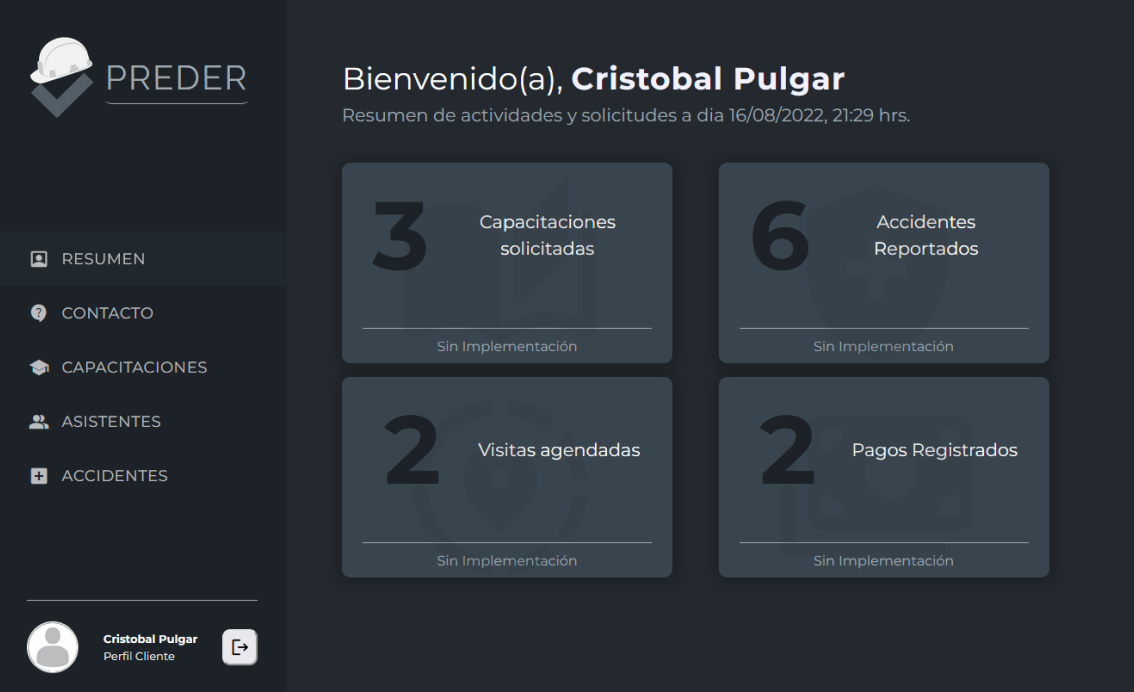 PREDER
RESUMEN
CONTACTO
CAPACITACIONES
ASISTENTES
ACCIDENTES
Cristobal Pulgar
Perfil Cliente
Bienvenido(a), Cristobal Pulgar
Resumen de actividades y solicitudes a dia 16/08/2022, 21:29 hrs.
3
Capacitaciones
solicitadas
Sin Implementación
6
Accidentes
Reportados
Sin Implementación
2
Visitas agendadas
Sin Implementación
2
Pagos Registrados
Sin Implementación